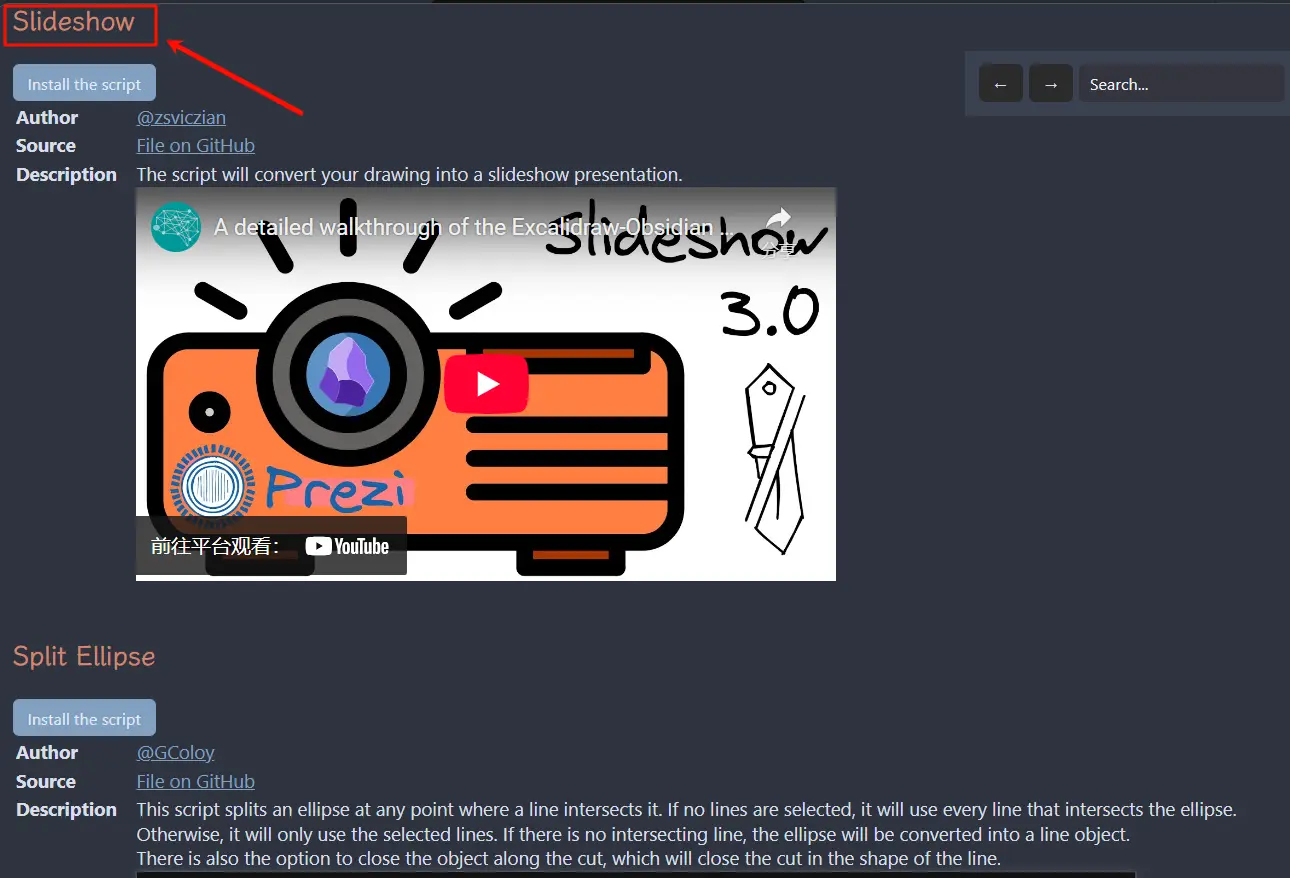 Slideshow
Install the script
← → Search...
Author @zsviczian
Source File on GitHub
Description The script will convert your drawing into a slideshow presentation.
A detailed walkthrough of the Excalidraw-Obsidian ...
分享
Slideshow
3.0
Prezi
前往平台观看： YouTube
Split Ellipse
Install the script
Author @GColoy
Source File on GitHub
Description This script splits an ellipse at any point where a line intersects it. If no lines are selected, it will use every line that intersects the ellipse.
Otherwise, it will only use the selected lines. If there is no intersecting line, the ellipse will be converted into a line object.
There is also the option to close the object along the cut, which will close the cut in the shape of the line.